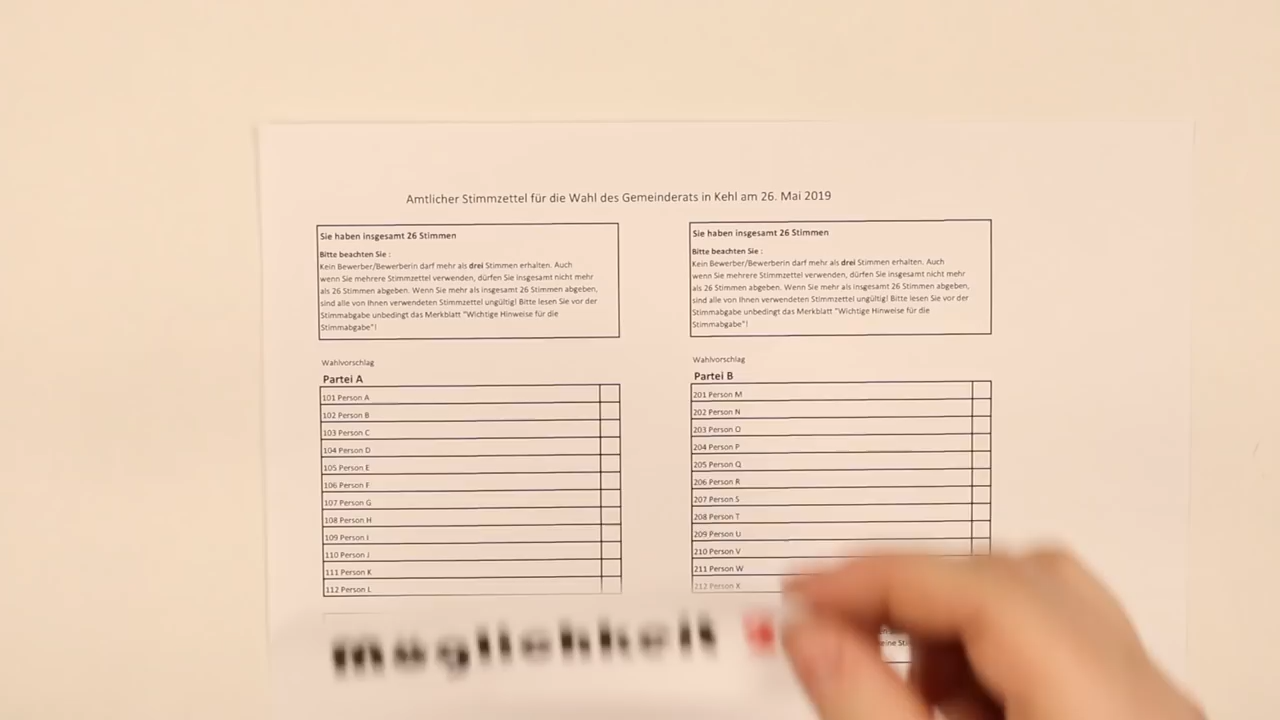 Amtlicher Stimmzettel für die Wahl des Gemeinderats in Kehl am 26. Mai 2019
Sie haben insgesamt 26 Stimmen
Bitte beachten Sie :
Kein Bewerber/Bewerberin darf mehr als drei Stimmen erhalten. Auch
wenn Sie mehrere Stimmzettel verwenden, dürfen Sie insgesamt nicht mehr
als 26 Stimmen abgeben. Wenn Sie mehr als insgesamt 26 Stimmen abgeben,
sind alle von Ihnen verwendeten Stimmzettel ungültig! Bitte lesen Sie vor der
Stimmabgabe unbedingt das Merkblatt "Wichtige Hinweise für die
Stimmabgabe"!
Wahlvorschlag
Partei A
101 Person A
102 Person B
103 Person C
104 Person D
105 Person E
106 Person F
107 Person G
108 Person H
109 Person I
110 Person J
111 Person K
112 Person L
Sie haben insgesamt 26 Stimmen
Bitte beachten Sie :
Kein Bewerber/Bewerberin darf mehr als drei Stimmen erhalten. Auch
wenn Sie mehrere Stimmzettel verwenden, dürfen Sie insgesamt nicht mehr
als 26 Stimmen abgeben. Wenn Sie mehr als insgesamt 26 Stimmen abgeben,
sind alle von Ihnen verwendeten Stimmzettel ungültig! Bitte lesen Sie vor der
Stimmabgabe unbedingt das Merkblatt "Wichtige Hinweise für die
Stimmabgabe"!
Wahlvorschlag
Partei B
201 Person M
202 Person N
203 Person O
204 Person P
205 Person Q
206 Person R
207 Person S
208 Person T
209 Person U
210 Person V
211 Person W
212 Person X
Möglichkeit